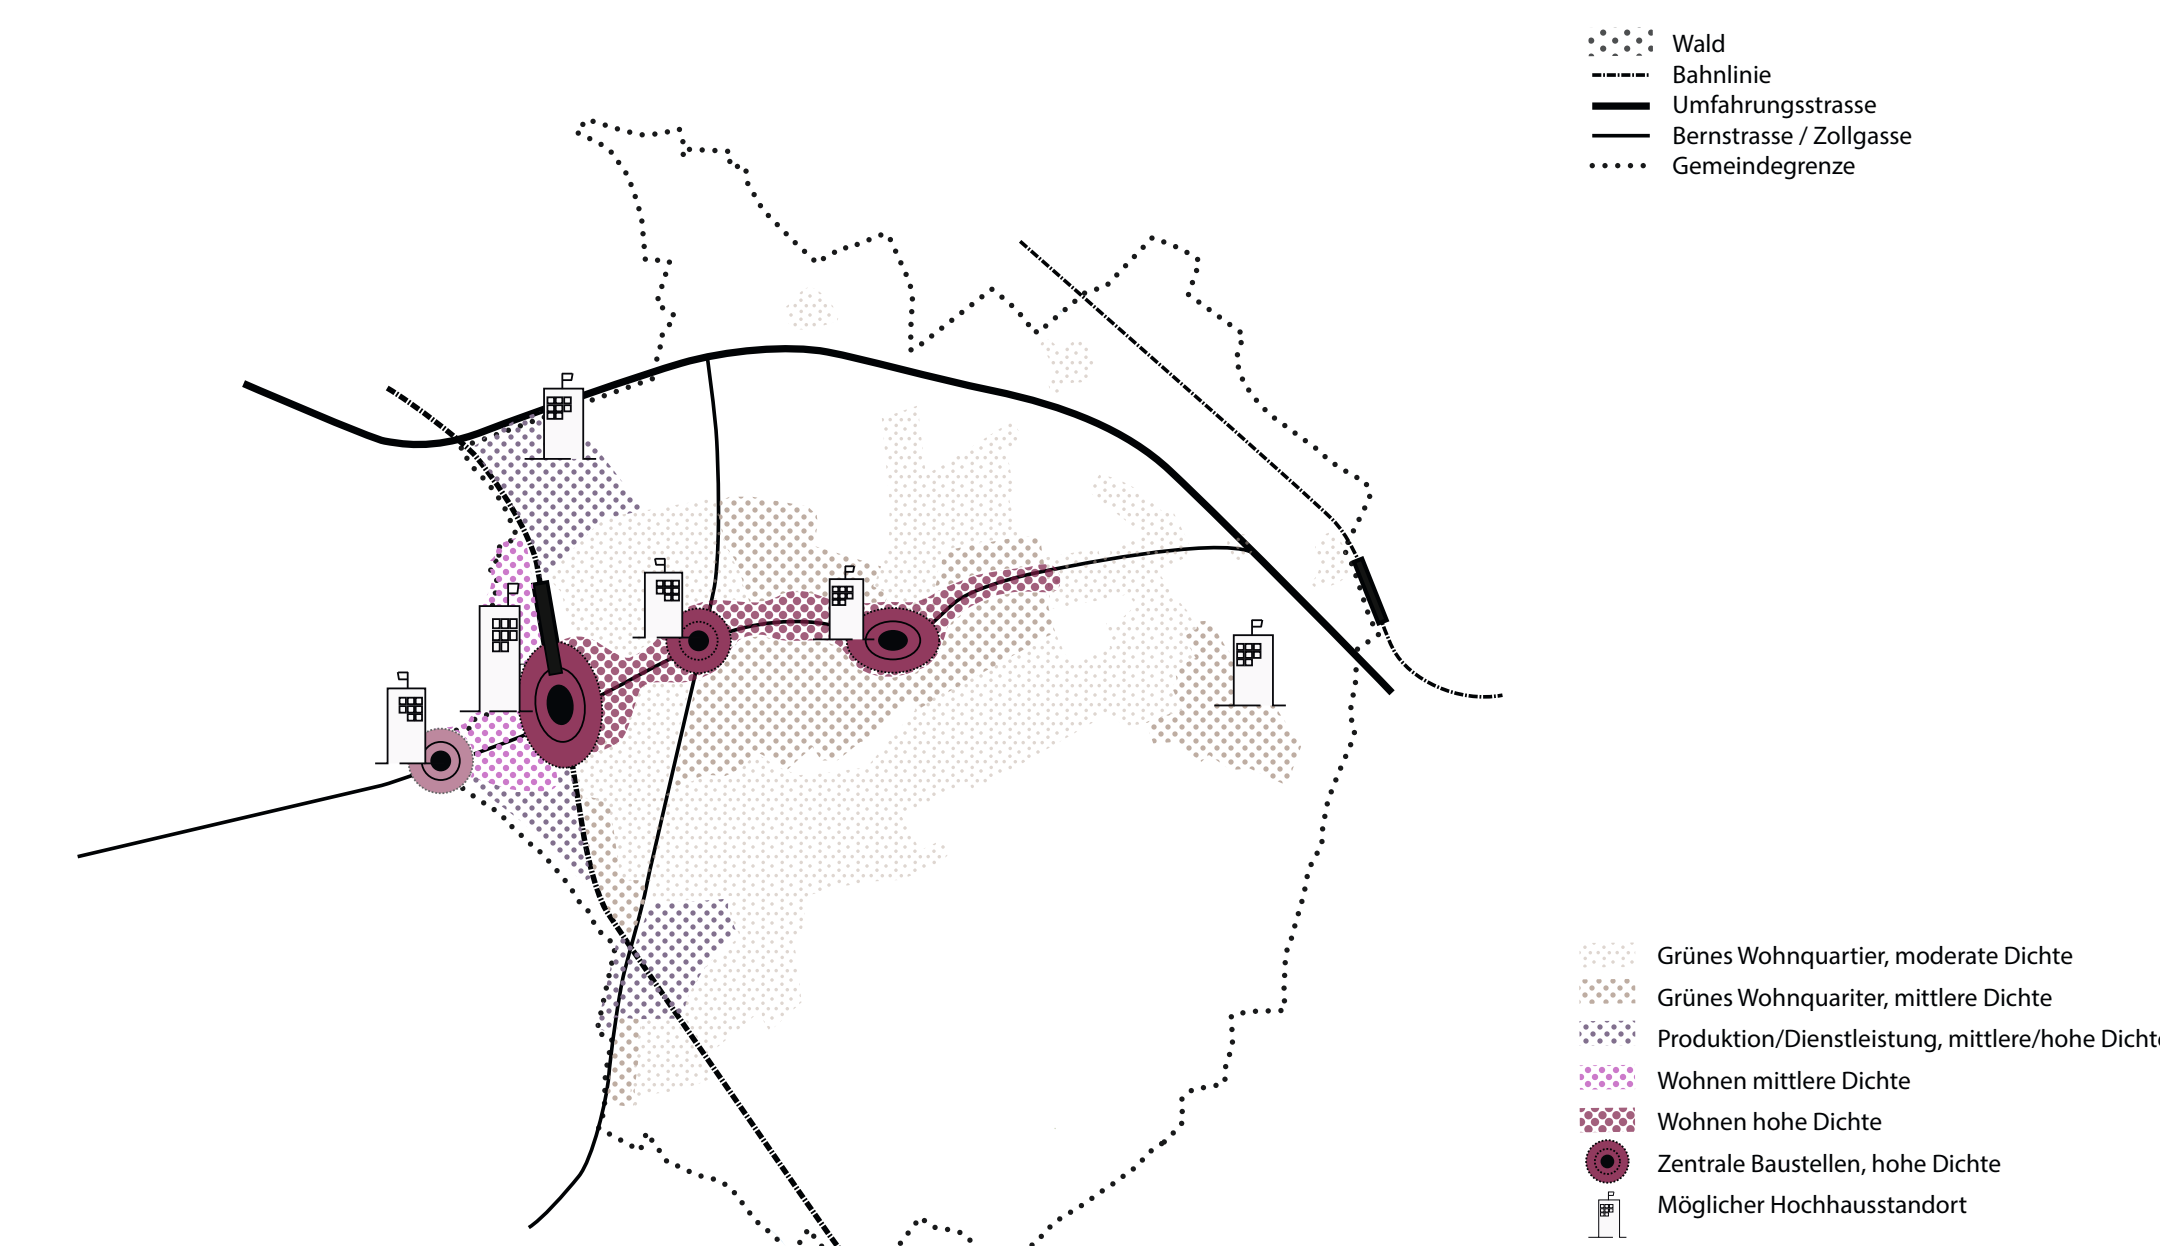 Wald
Bahnlinie
Umfahrungsstrasse
Bernstrasse / Zollgasse
Gemeindegrenze
Grünes Wohnquartier, moderate Dichte
Grünes Wohnquariter, mittlere Dichte
Produktion/Dienstleistung, mittlere/hohe Dichte
Wohnen mittlere Dichte
Wohnen hohe Dichte
Zentrale Baustellen, hohe Dichte
Möglicher Hochhausstandort